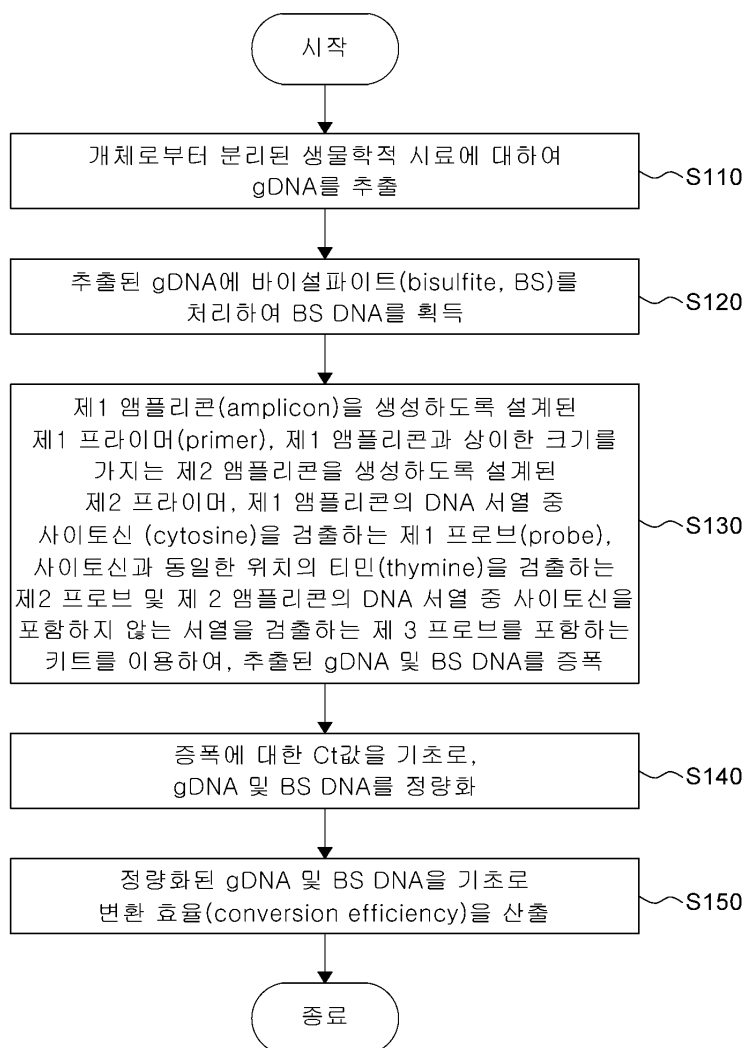 시작
개체로부터 분리된 생물학적 시료에 대하여
gDNA를 추출
S110
추출된 gDNA에 바이설파이트(bisulfite, BS)를
처리하여 BS DNA를 획득
S120
제1 앰플리콘(amplicon)을 생성하도록 설계된
제1 프라이머(primer), 제1 앰플리콘과 상이한 크기를
가지는 제2 앰플리콘을 생성하도록 설계된
제2 프라이머, 제1 앰플리콘의 DNA 서열 중
사이토신 (cytosine)을 검출하는 제1 프로브(probe),
사이토신과 동일한 위치의 티민(thymine)을 검출하는
제2 프로브 및 제 2 앰플리콘의 DNA 서열 중 사이토신을
포함하지 않는 서열을 검출하는 제 3 프로브를 포함하는
키트를 이용하여, 추출된 gDNA 및 BS DNA를 증폭
S130
증폭에 대한 Ct값을 기초로,
gDNA 및 BS DNA를 정량화
S140
정량화된 gDNA 및 BS DNA을 기초로
변환 효율(conversion efficiency)을 산출
S150
종료